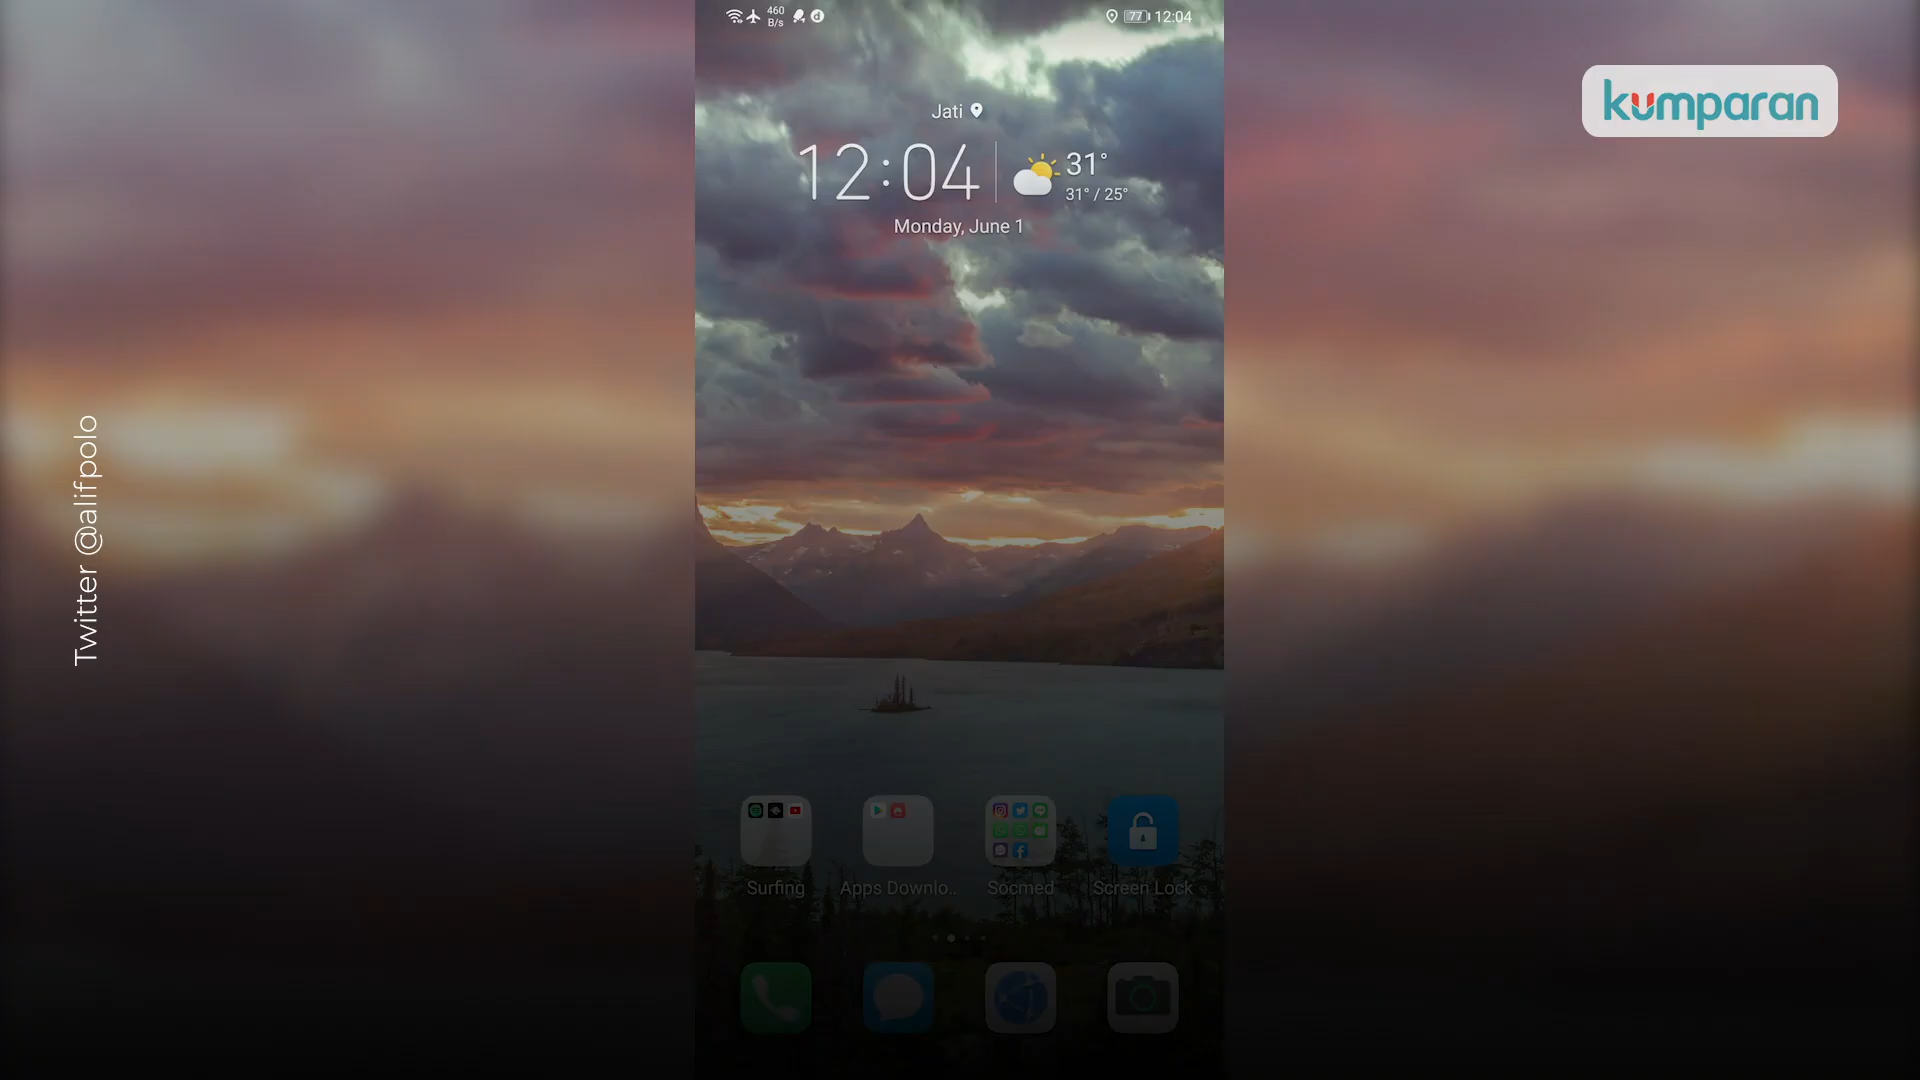 460
B/s
77
12:04
kumparan
Jati
12:04
31°
31° / 25°
Monday, June 1
Twitter @alifpolo
Surfing
Apps Downlo..
Socmed
Screen Lock